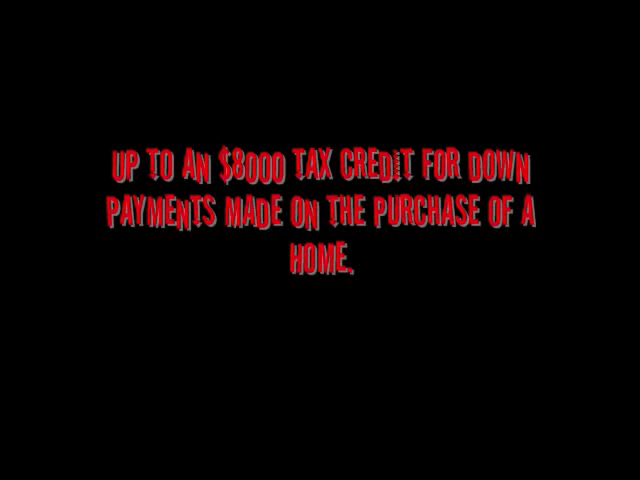 UP TO AN $8000 TAX CREDIT FOR DOWN
PAYMENTS MADE ON THE PURCHASE OF A
HOME.